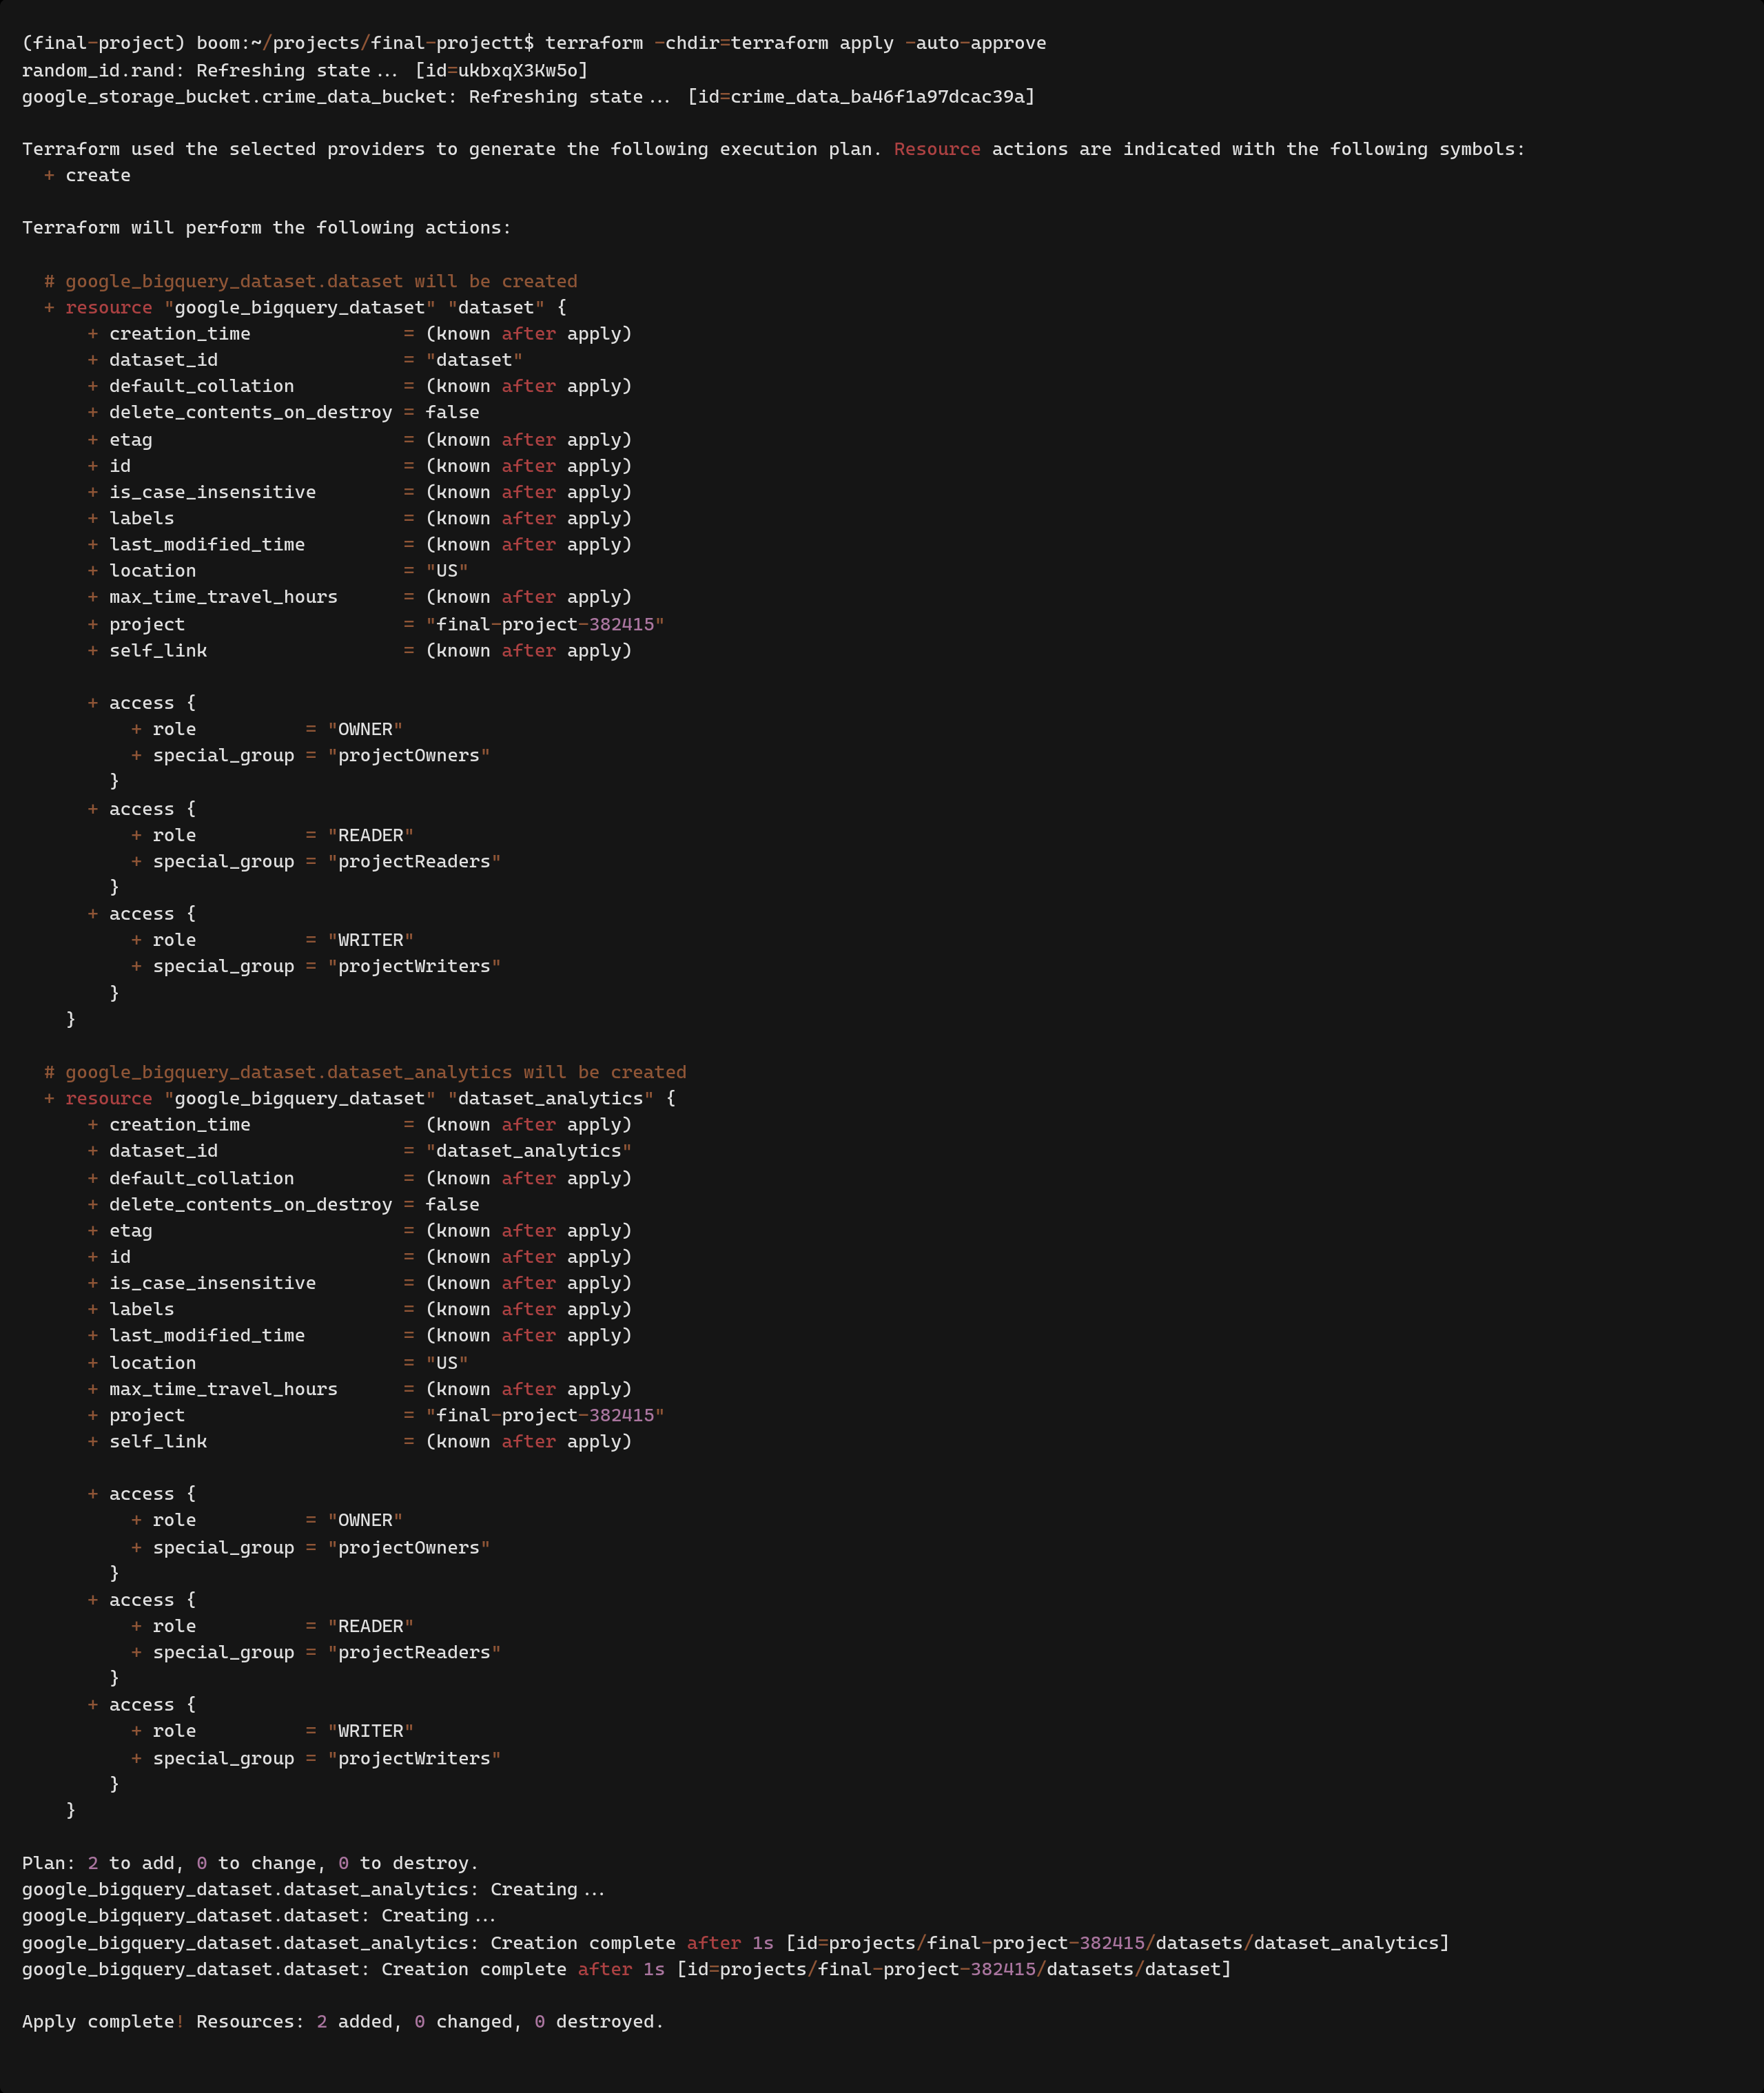 (final-project) boom:~/projects/final-projectt$ terraform -chdir=terraform apply -auto-approve
random_id.rand: Refreshing state... [id=ukbxqX3Kw5o]
google_storage_bucket.crime_data_bucket: Refreshing state... [id=crime_data_ba46f1a97dcac39a]

Terraform used the selected providers to generate the following execution plan. Resource actions are indicated with the following symbols:
  + create

Terraform will perform the following actions:

  # google_bigquery_dataset.dataset will be created
  + resource "google_bigquery_dataset" "dataset" {
      + creation_time              = (known after apply)
      + dataset_id                 = "dataset"
      + default_collation          = (known after apply)
      + delete_contents_on_destroy = false
      + etag                       = (known after apply)
      + id                         = (known after apply)
      + is_case_insensitive        = (known after apply)
      + labels                     = (known after apply)
      + last_modified_time         = (known after apply)
      + location                   = "US"
      + max_time_travel_hours      = (known after apply)
      + project                    = "final-project-382415"
      + self_link                  = (known after apply)

      + access {
          + role          = "OWNER"
          + special_group = "projectOwners"
        }
      + access {
          + role          = "READER"
          + special_group = "projectReaders"
        }
      + access {
          + role          = "WRITER"
          + special_group = "projectWriters"
        }
    }

  # google_bigquery_dataset.dataset_analytics will be created
  + resource "google_bigquery_dataset" "dataset_analytics" {
      + creation_time              = (known after apply)
      + dataset_id                 = "dataset_analytics"
      + default_collation          = (known after apply)
      + delete_contents_on_destroy = false
      + etag                       = (known after apply)
      + id                         = (known after apply)
      + is_case_insensitive        = (known after apply)
      + labels                     = (known after apply)
      + last_modified_time         = (known after apply)
      + location                   = "US"
      + max_time_travel_hours      = (known after apply)
      + project                    = "final-project-382415"
      + self_link                  = (known after apply)

      + access {
          + role          = "OWNER"
          + special_group = "projectOwners"
        }
      + access {
          + role          = "READER"
          + special_group = "projectReaders"
        }
      + access {
          + role          = "WRITER"
          + special_group = "projectWriters"
        }
    }

Plan: 2 to add, 0 to change, 0 to destroy.
google_bigquery_dataset.dataset_analytics: Creating...
google_bigquery_dataset.dataset: Creating...
google_bigquery_dataset.dataset_analytics: Creation complete after 1s [id=projects/final-project-382415/datasets/dataset_analytics]
google_bigquery_dataset.dataset: Creation complete after 1s [id=projects/final-project-382415/datasets/dataset]

Apply complete! Resources: 2 added, 0 changed, 0 destroyed.